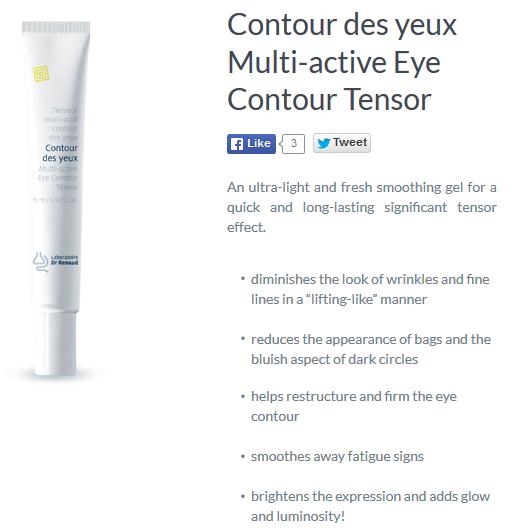 Contour des yeux
Multi-active Eye
Contour Tensor
Like
3
Tweet
An ultra-light and fresh smoothing gel for a
quick and long-lasting significant tensor
effect.
• diminishes the look of wrinkles and fine
lines in a “lifting-like” manner
• reduces the appearance of bags and the
bluish aspect of dark circles
• helps restructure and firm the eye
contour
• smoothes away fatigue signs
• brightens the expression and adds glow
and luminosity!
Tenseur
multi-actif
contour
des yeux
Contour
des yeux
Multi-active
Eye Contour
Tensor
Laboratoire
Dr Renaud